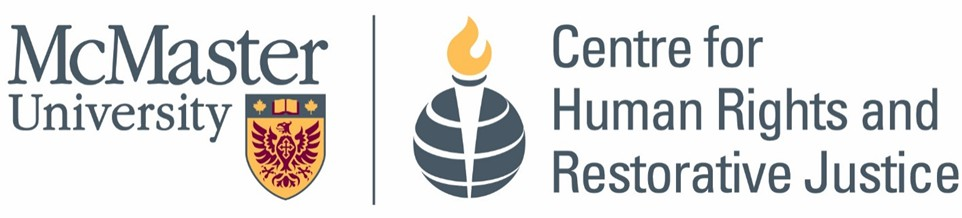 McMaster
University
Centre for
Human Rights and
Restorative Justice